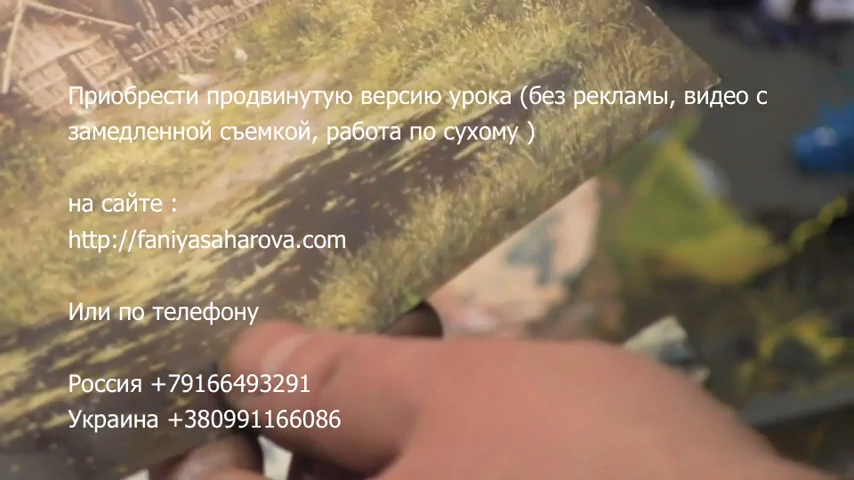 Приобрести продвинутую версию урока (без рекламы, видео с
замедленной съемкой, работа по сухому )
на сайте :
http://faniyasaharova.com
Или по телефону
Россия +79166493291
Украина +380991166086